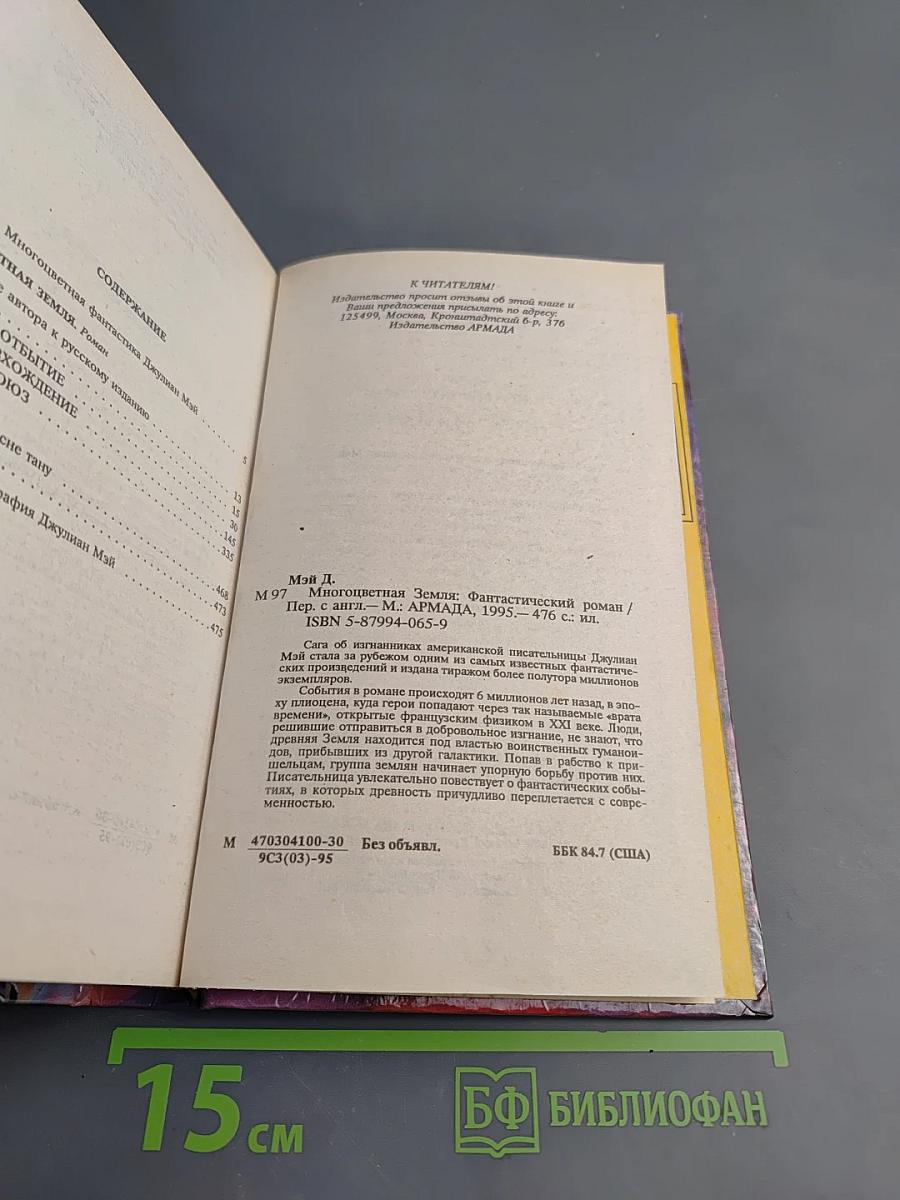 СОДЕРЖАНИЕ
Многоцветная фантастика Джулиан Мэй . . . . . 5
ТНАЯ ЗЕМЛЯ. Роман . . . 13
е автора к русскому изданию . . . 15
ОТБЫТИЕ . . . 30
ХОЖДЕНИЕ . . . 145
ОЮЗ . . . 335
сне тану . . . 468
. . . 473
рафия Джулиан Мэй . . . 475
К ЧИТАТЕЛЯМ!
Издательство просит отзывы об этой книге и
Ваши предложения присылать по адресу:
125499, Москва, Кронштадтский б-р, 37б
Издательство АРМАДА
Мэй Д.
М 97 Многоцветная Земля: Фантастический роман /
Пер. с англ.— М.: АРМАДА, 1995.— 476 с.: ил.
ISBN 5-87994-065-9
Сага об изгнанниках американской писательницы Джулиан
Мэй стала за рубежом одним из самых известных фантастиче-
ских произведений и издана тиражом более полутора миллионов
экземпляров.
События в романе происходят 6 миллионов лет назад, в эпо-
ху плиоцена, куда герои попадают через так называемые «врата
времени», открытые французским физиком в XXI веке. Люди,
решившие отправиться в добровольное изгнание, не знают, что
древняя Земля находится под властью воинственных гуманои-
дов, прибывших из другой галактики. Попав в рабство к при-
шельцам, группа землян начинает упорную борьбу против них.
Писательница увлекательно повествует о фантастических собы-
тиях, в которых древность причудливо переплетается с совре-
менностью.
М 470304100-30 Без объявл. ББК 84.7 (США)
9С3(03)-95
15 см
БФ БИБЛИОФАН